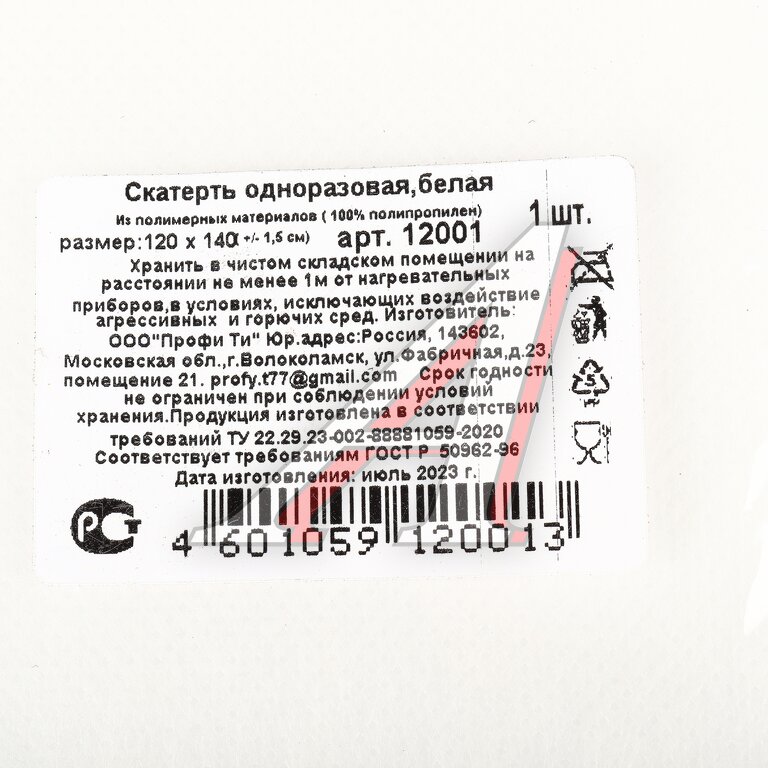 Скатерть одноразовая,белая
Из полимерных материалов ( 100% полипропилен)
1 шт.
размер:120 х 140( +/- 1,5 см) арт. 12001
Хранить в чистом складском помещении на
расстоянии не менее 1м от нагревательных
приборов,в условиях, исключающих воздействие
агрессивных и горючих сред. Изготовитель:
ООО"Профи Ти" Юр.адрес:Россия, 143602,
Московская обл.,г.Волоколамск, ул.Фабричная,д.23,
помещение 21. profy.t77@gmail.com Срок годности
не ограничен при соблюдении условий
хранения.Продукция изготовлена в соответствии
требований ТУ 22.29.23-002-88881059-2020
Соответствует требованиям ГОСТ Р 50962-96
Дата изготовления: июль 2023 г.
РСТ
4 601059 120013
5